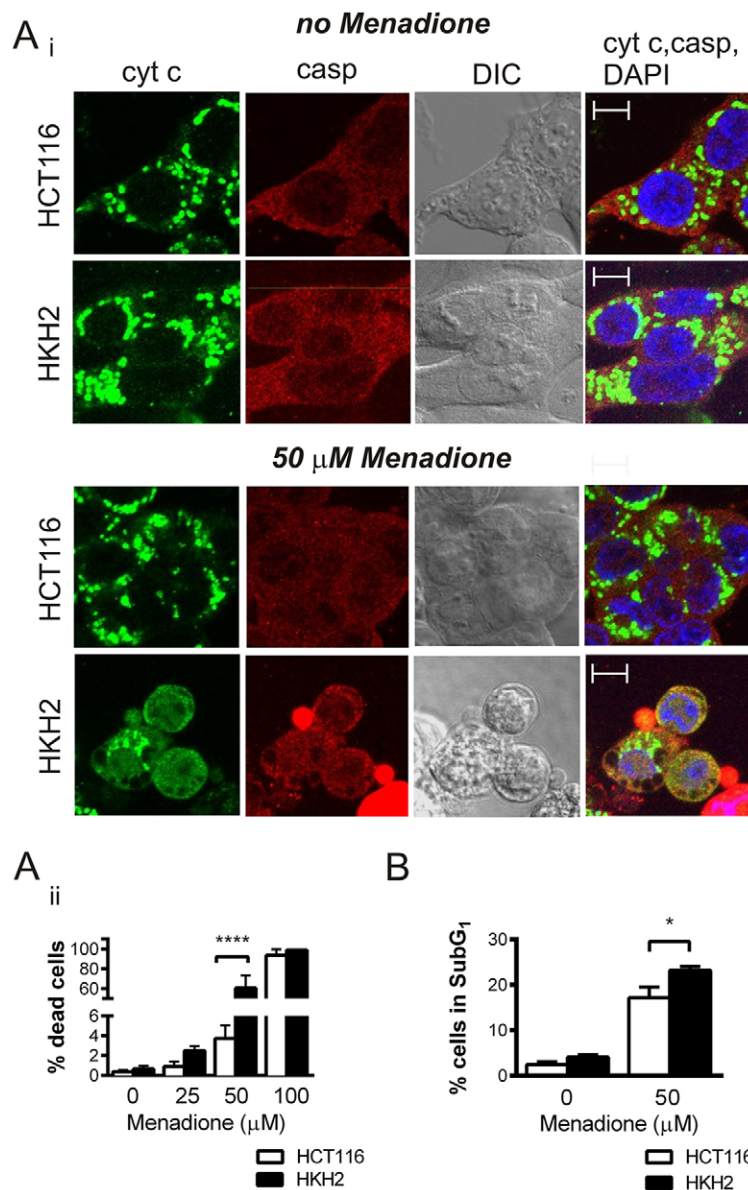 A i
no Menadione
cyt c casp DIC cyt c,casp,
DAPI
HCT116
HKH2
50 μM Menadione
HCT116
HKH2
A ii
% dead cells
100
80
60
6
4
2
0
****
0 25 50 100
Menadione (μM)
HCT116
HKH2
B
% cells in SubG1
30
20
10
0
*
0 50
Menadione (μM)
HCT116
HKH2